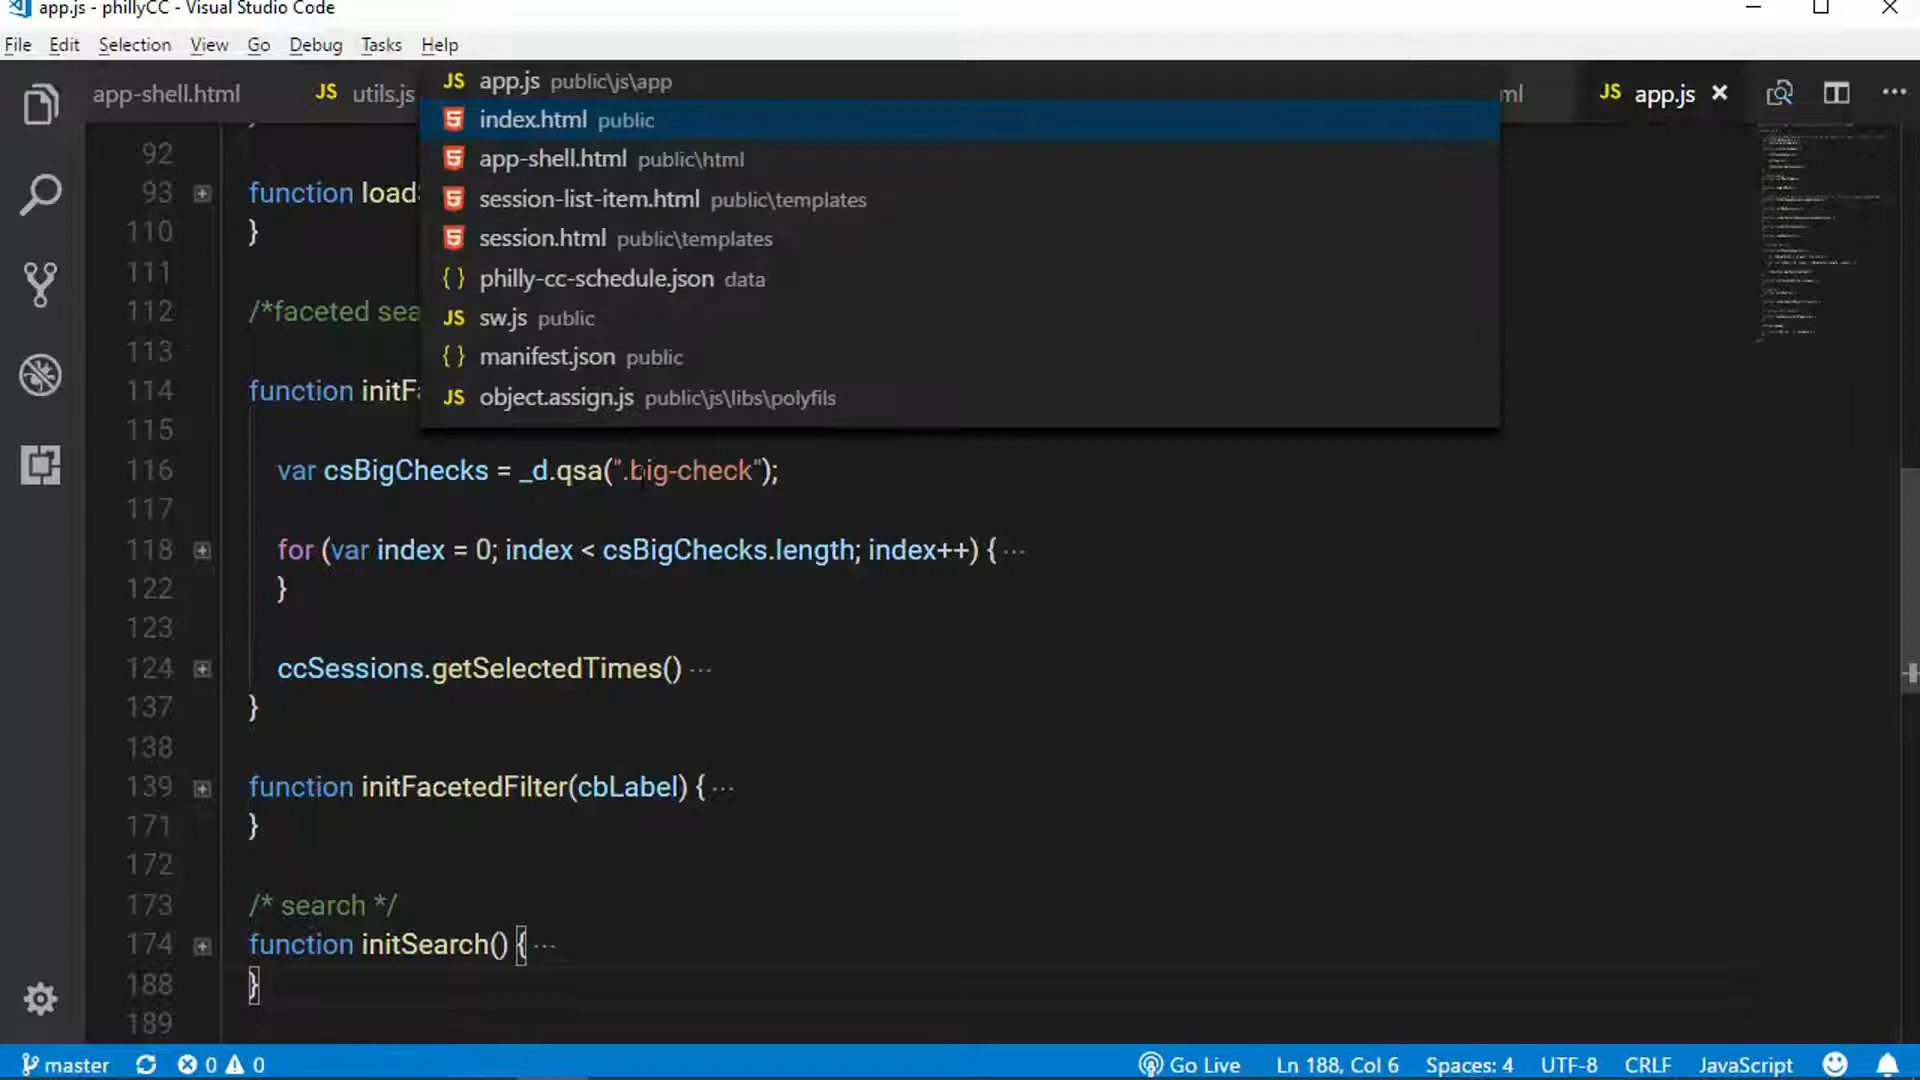 app.js - phillyCC - Visual Studio Code
File Edit Selection View Go Debug Tasks Help
app-shell.html JS utils.js ml JS app.js
JS app.js public\js\app
index.html public
app-shell.html public\html
session-list-item.html public\templates
session.html public\templates
{ } philly-cc-schedule.json data
JS sw.js public
{ } manifest.json public
JS object.assign.js public\js\libs\polyfils
92 }
93 function load
110 }
111
112 /*faceted sea
113
114 function initF
115
116 var csBigChecks = _d.qsa(".big-check");
117
118 for (var index = 0; index < csBigChecks.length; index++) { ...
122 }
123
124 ccSessions.getSelectedTimes() ...
137 }
138
139 function initFacetedFilter(cbLabel) { ...
171 }
172
173 /* search */
174 function initSearch() { ...
188 }
189
master 0 0 Go Live Ln 188, Col 6 Spaces: 4 UTF-8 CRLF JavaScript